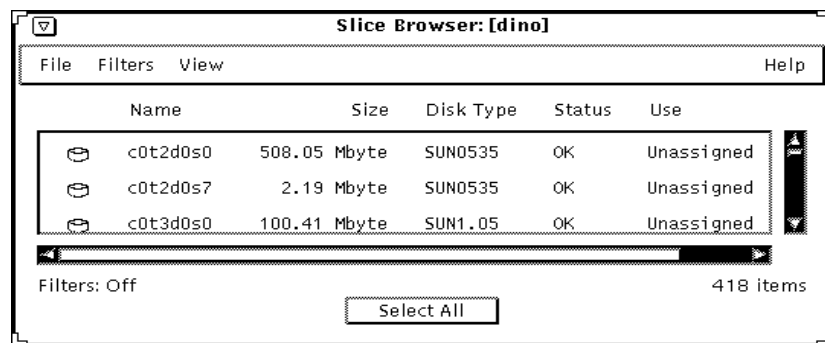 Slice Browser: [dino]
File Filters View Help
Name Size Disk Type Status Use
c0t2d0s0 508.05 Mbyte SUN0535 OK Unassigned
c0t2d0s7 2.19 Mbyte SUN0535 OK Unassigned
c0t3d0s0 100.41 Mbyte SUN1.05 OK Unassigned
Filters: Off 418 items
Select All